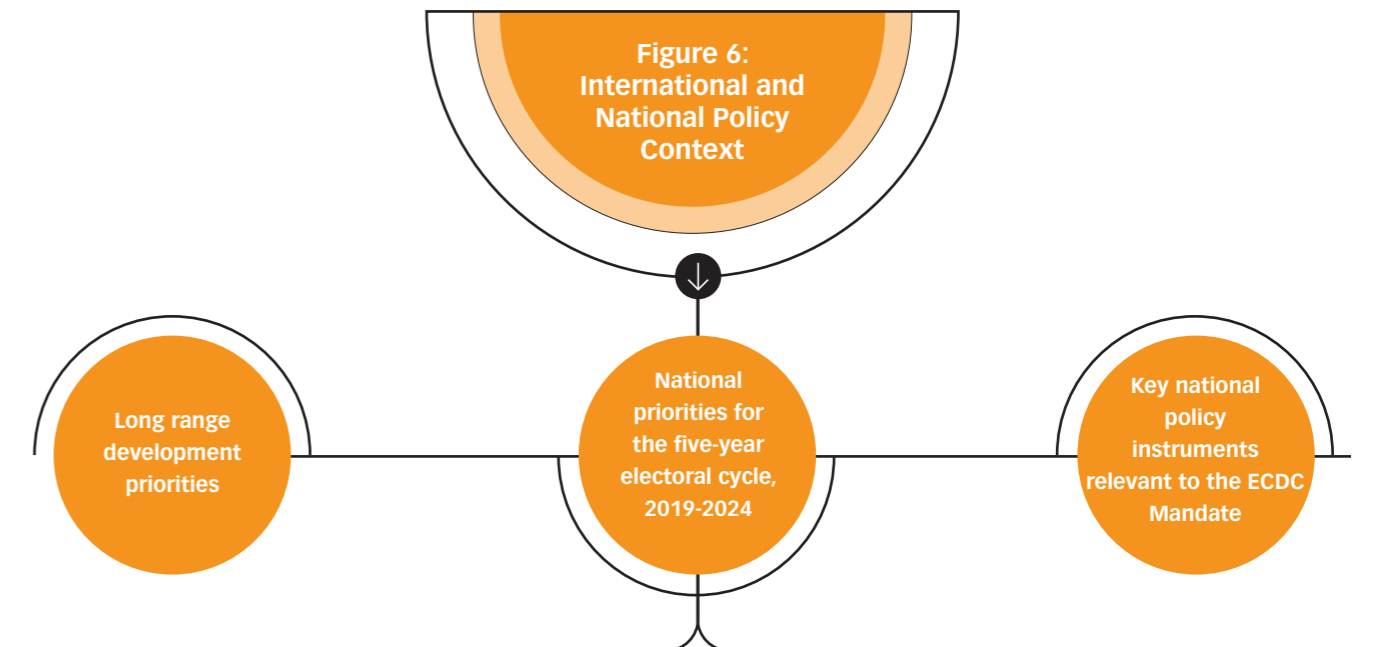 Figure 6:
International and
National Policy
Context
Long range
development
priorities
National
priorities for
the five-year
electoral cycle,
2019-2024
Key national
policy
instruments
relevant to the ECDC
Mandate